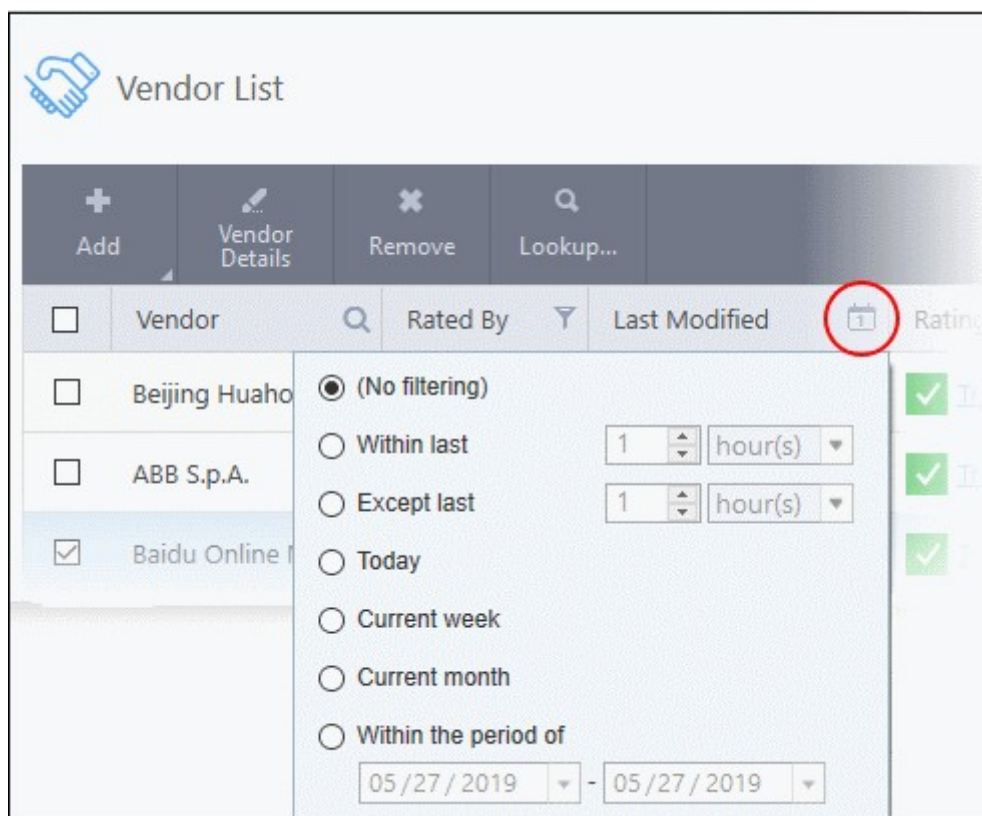 Vendor List
Add
Vendor
Details
Remove
Lookup...
Vendor
Rated By
Last Modified
1
Rating
Beijing Huaho
ABB S.p.A.
Baidu Online
(No filtering)
Within last 1 hour(s)
Except last 1 hour(s)
Today
Current week
Current month
Within the period of
05/27/2019 - 05/27/2019